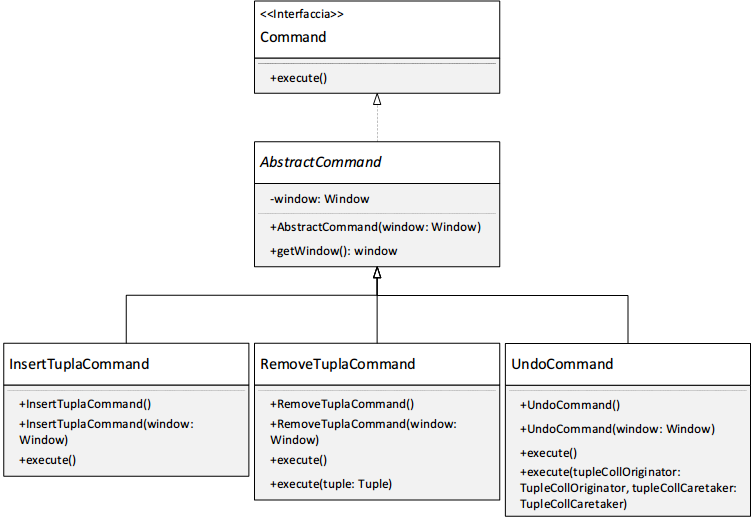 <<Interfaccia>>
Command
+execute()
AbstractCommand
-window: Window
+AbstractCommand(window: Window)
+getWindow(): window
InsertTuplaCommand
+InsertTuplaCommand()
+InsertTuplaCommand(window:
Window)
+execute()
RemoveTuplaCommand
+RemoveTuplaCommand()
+RemoveTuplaCommand(window:
Window)
+execute()
+execute(tuple: Tuple)
UndoCommand
+UndoCommand()
+UndoCommand(window: Window)
+execute()
+execute(tupleCollOriginator:
TupleCollOriginator, tupleCollCaretaker:
TupleCollCaretaker)